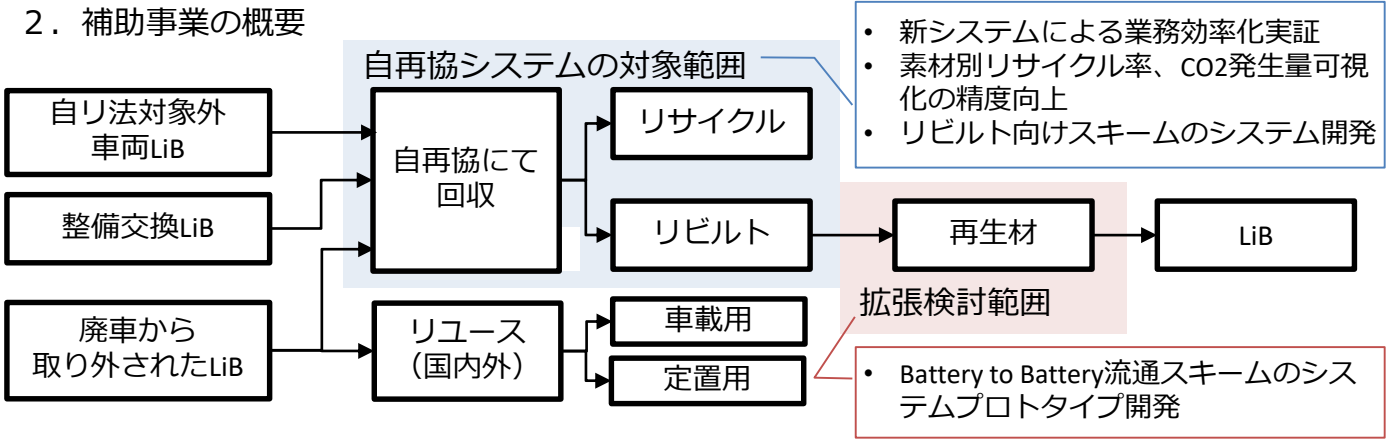 ２．補助事業の概要
自再協システムの対象範囲
• 新システムによる業務効率化実証
• 素材別リサイクル率、CO2発生量可視
化の精度向上
• リビルト向けスキームのシステム開発
自リ法対象外
車両LiB
整備交換LiB
廃車から
取り外されたLiB
自再協にて
回収
リサイクル
リビルト
再生材
LiB
拡張検討範囲
リユース
（国内外）
車載用
定置用
• Battery to Battery流通スキームのシス
テムプロトタイプ開発